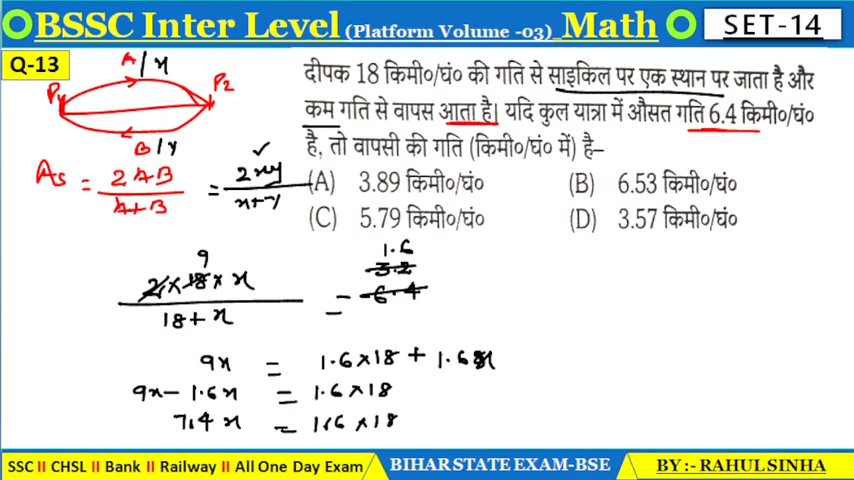 BSSC Inter Level (Platform Volume -03) Math SET-14
Q-13
दीपक 18 किमी०/घं० की गति से साइकिल पर एक स्थान पर जाता है और
कम गति से वापस आता है। यदि कुल यात्रा में औसत गति 6.4 किमी०/घं०
है, तो वापसी की गति (किमी०/घं० में) है–
(A) 3.89 किमी०/घं० (B) 6.53 किमी०/घं०
(C) 5.79 किमी०/घं० (D) 3.57 किमी०/घं०
A/x
P1 P2
B/y
As = 2AB / A+B = 2xy / x+y
9 1.6
3.2
2×18×x / 18+x = 6.4
9x = 1.6×18 + 1.6x
9x - 1.6x = 1.6×18
7.4x = 1.6×18
SSC II CHSL II Bank II Railway II All One Day Exam BIHAR STATE EXAM-BSE BY :- RAHUL SINHA